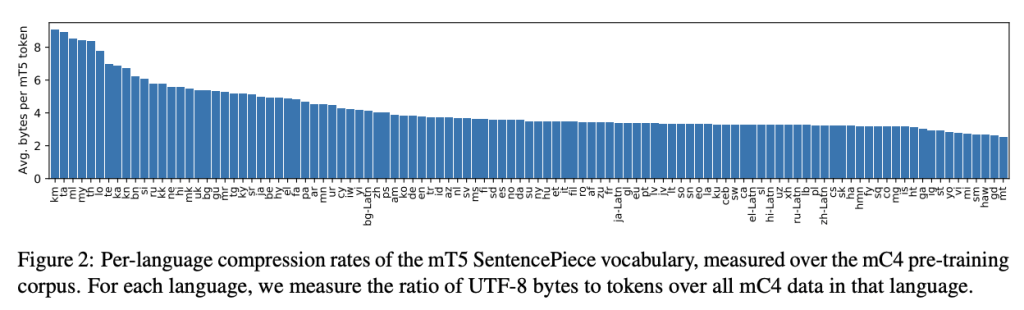 Avg. bytes per mT5 token
8
6
4
2
0
km ta ml my th lo te ka kn bn si ru kk ne hi mk uk bg gu mr tg ky sr ja be hy el fa pa ar mn ur cy iw yi bg-Latn zh ps am ko de en tr id az nl sv ms fi sd es no da su ny hu et it fil ro af zu fr ja-Latn gl eu pt lv jv lt so sn eo la ku ceb sw ca el-Latn sl hi-Latn uz xh ru-Latn lb pl zh-Latn cs sk ha hmn fy sq co mg is ht ga ig st yo vi mi sm haw gd mt
Figure 2: Per-language compression rates of the mT5 SentencePiece vocabulary, measured over the mC4 pre-training
corpus. For each language, we measure the ratio of UTF-8 bytes to tokens over all mC4 data in that language.